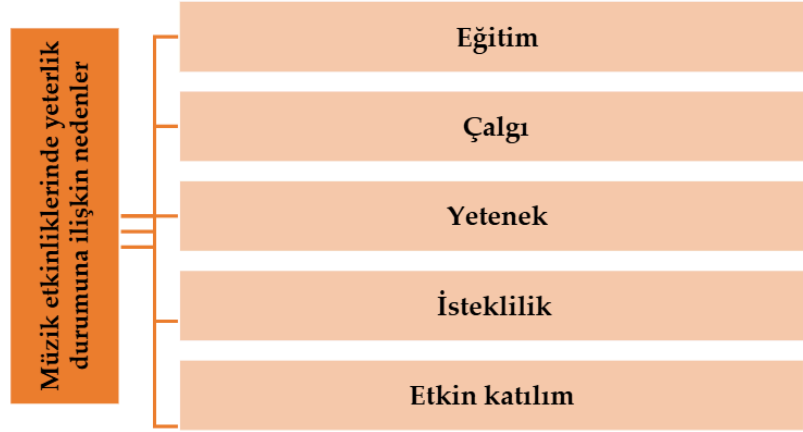 Müzik etkinliklerinde yeterlik
durumuna ilişkin nedenler
Eğitim
Çalgı
Yetenek
İsteklilik
Etkin katılım